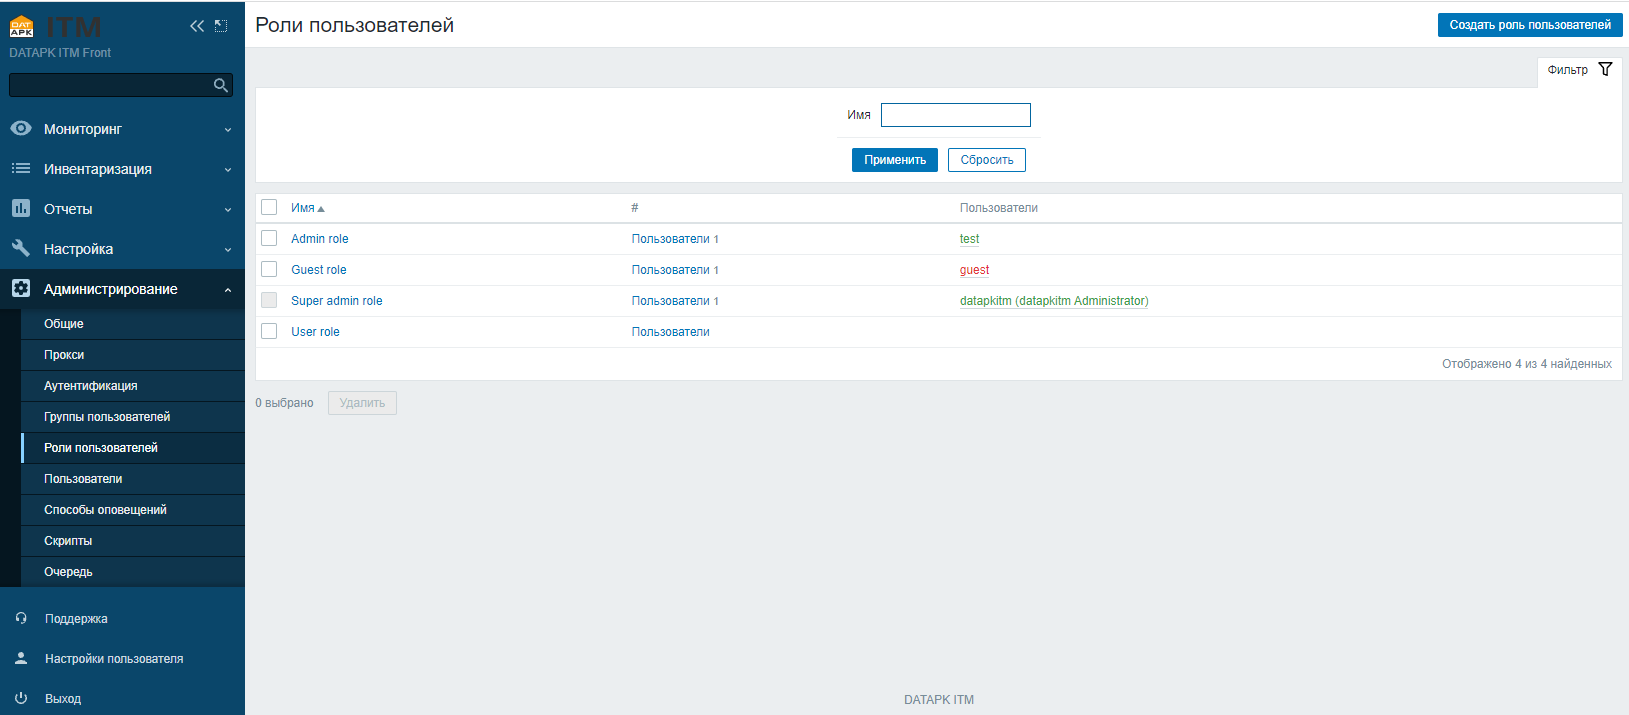 DAT
APK
ITM
DATAPK ITM Front
Мониторинг
Инвентаризация
Отчеты
Настройка
Администрирование
Общие
Прокси
Аутентификация
Группы пользователей
Роли пользователей
Пользователи
Способы оповещений
Скрипты
Очередь
Поддержка
Настройки пользователя
Выход
Роли пользователей
Создать роль пользователей
Фильтр
Имя
Применить Сбросить
Имя # Пользователи
Admin role Пользователи 1 test
Guest role Пользователи 1 guest
Super admin role Пользователи 1 datapkitm (datapkitm Administrator)
User role Пользователи
Отображено 4 из 4 найденных
0 выбрано Удалить
DATAPK ITM